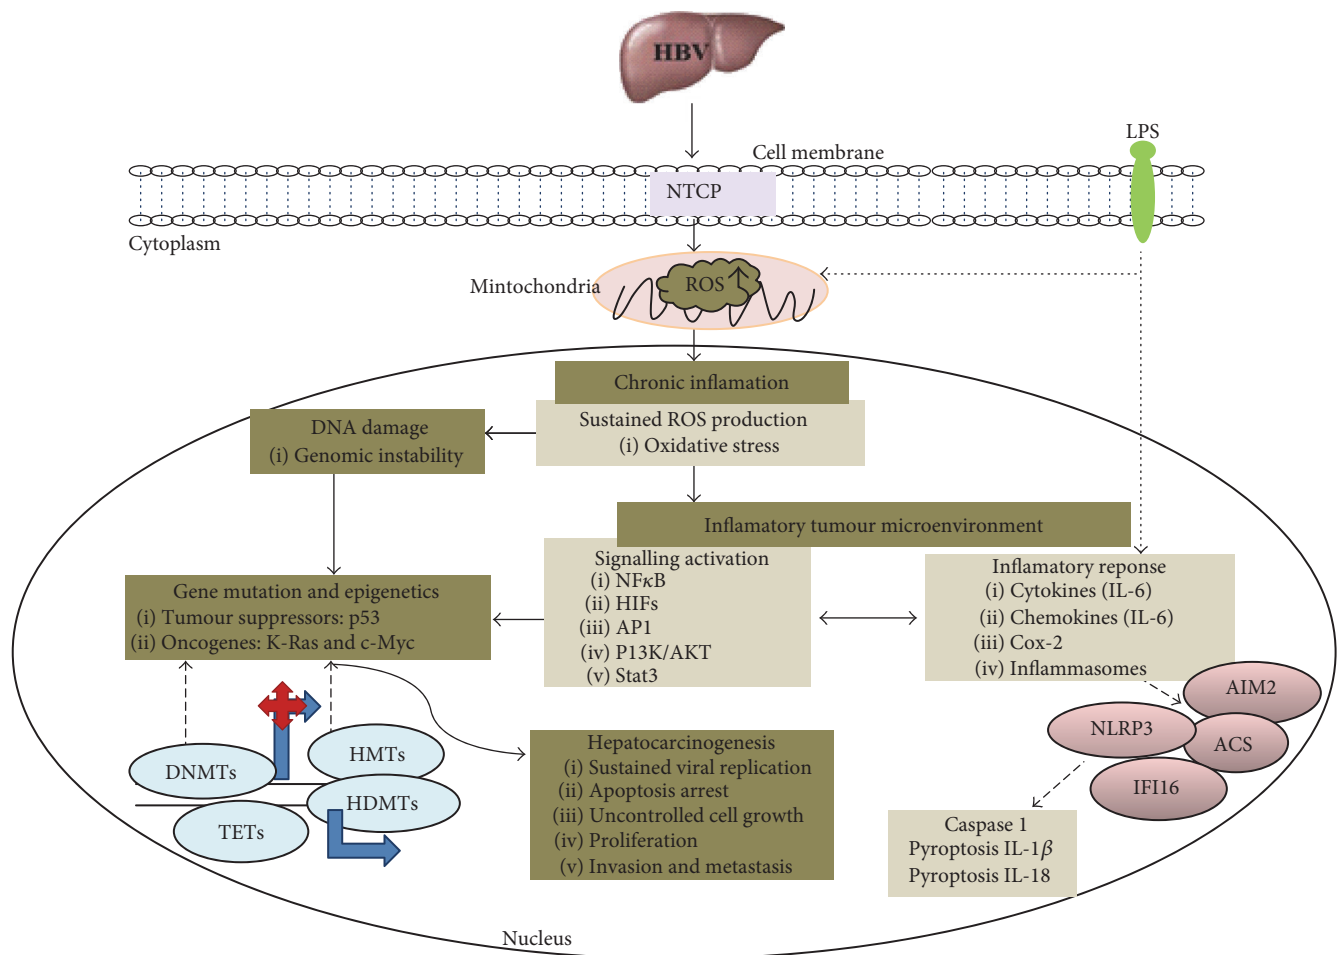 HBV
LPS
Cell membrane
NTCP
Cytoplasm
Mintochondria
ROS
Chronic inflamation
Sustained ROS production
(i) Oxidative stress
DNA damage
(i) Genomic instability
Inflamatory tumour microenvironment
Signalling activation
(i) NFκB
(ii) HIFs
(iii) AP1
(iv) P13K/AKT
(v) Stat3
Inflamatory reponse
(i) Cytokines (IL-6)
(ii) Chemokines (IL-6)
(iii) Cox-2
(iv) Inflammasomes
Gene mutation and epigenetics
(i) Tumour suppressors: p53
(ii) Oncogenes: K-Ras and c-Myc
AIM2
NLRP3
ACS
IFI16
HMTs
DNMTs
HDMTs
TETs
Hepatocarcinogenesis
(i) Sustained viral replication
(ii) Apoptosis arrest
(iii) Uncontrolled cell growth
(iv) Proliferation
(v) Invasion and metastasis
Caspase 1
Pyroptosis IL-1β
Pyroptosis IL-18
Nucleus